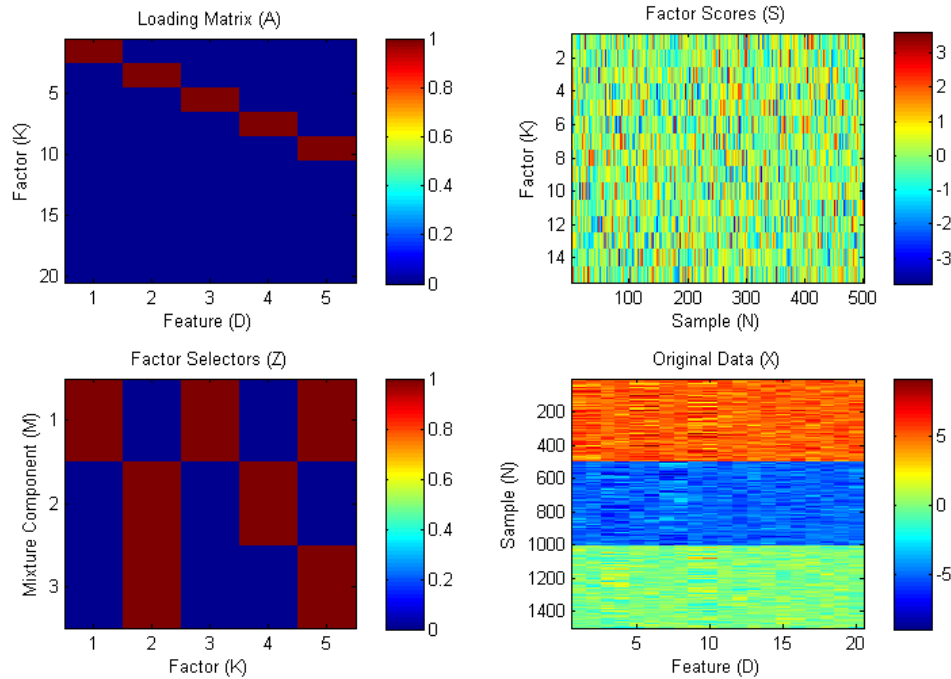 Loading Matrix (A)
Factor (K)
5
10
15
20
1 2 3 4 5
Feature (D)
1
0.8
0.6
0.4
0.2
0
Factor Scores (S)
Factor (K)
2
4
6
8
10
12
14
100 200 300 400 500
Sample (N)
3
2
1
0
-1
-2
-3
Factor Selectors (Z)
Mixture Component (M)
1
2
3
1 2 3 4 5
Factor (K)
1
0.8
0.6
0.4
0.2
0
Original Data (X)
Sample (N)
200
400
600
800
1000
1200
1400
5 10 15 20
Feature (D)
5
0
-5